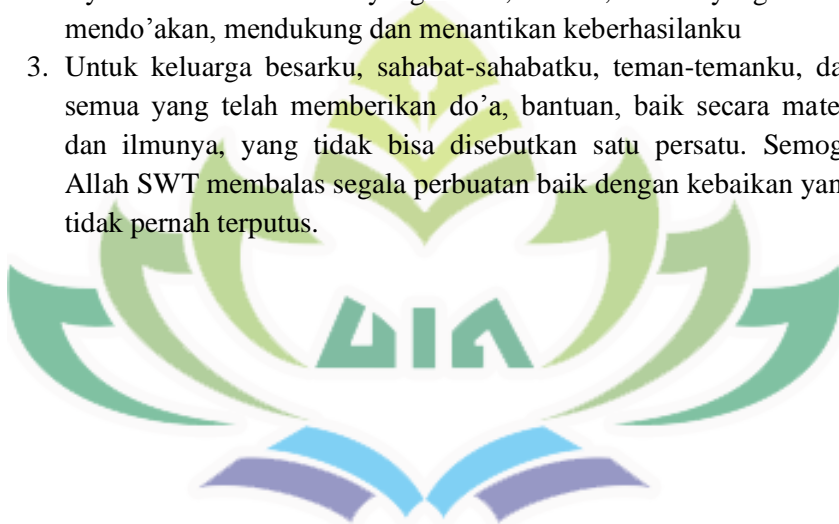 mendo’akan, mendukung dan menantikan keberhasilanku
3. Untuk keluarga besarku, sahabat-sahabatku, teman-temanku, da
semua yang telah memberikan do’a, bantuan, baik secara mate
dan ilmunya, yang tidak bisa disebutkan satu persatu. Semog
Allah SWT membalas segala perbuatan baik dengan kebaikan yan
tidak pernah terputus.
UIN